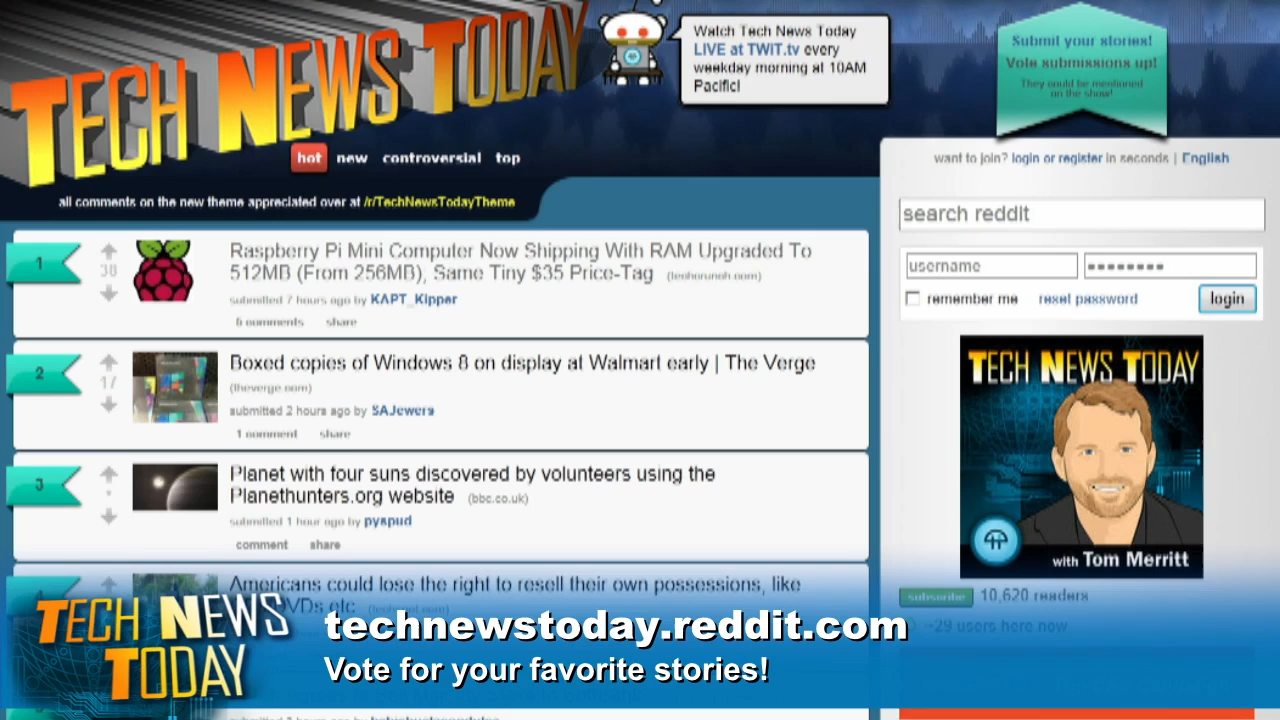 TECH NEWS TODAY
Watch Tech News Today
LIVE at TWiT.tv every
weekday morning at 10AM
Pacific!
Submit your stories!
Vote submissions up!
They could be mentioned
on the show!
hot new controversial top
want to join? login or register in seconds | English
all comments on the new theme appreciated over at /r/TechNewsTodayTheme
search reddit
username
remember me reset password login
1
38
Raspberry Pi Mini Computer Now Shipping With RAM Upgraded To
512MB (From 256MB), Same Tiny $35 Price-Tag (techcrunch.com)
submitted 7 hours ago by KAPT_Kipper
6 comments share
2
17
Boxed copies of Windows 8 on display at Walmart early | The Verge
(theverge.com)
submitted 2 hours ago by SAJewers
1 comment share
3
•
Planet with four suns discovered by volunteers using the
Planethunters.org website (bbc.co.uk)
submitted 1 hour ago by pyspud
comment share
TECH NEWS TODAY
with Tom Merritt
subscribe 10,620 readers
~29 users here now
Americans could lose the right to resell their own possessions, like
DVDs etc
TECH NEWS
TODAY
technewstoday.reddit.com
Vote for your favorite stories!